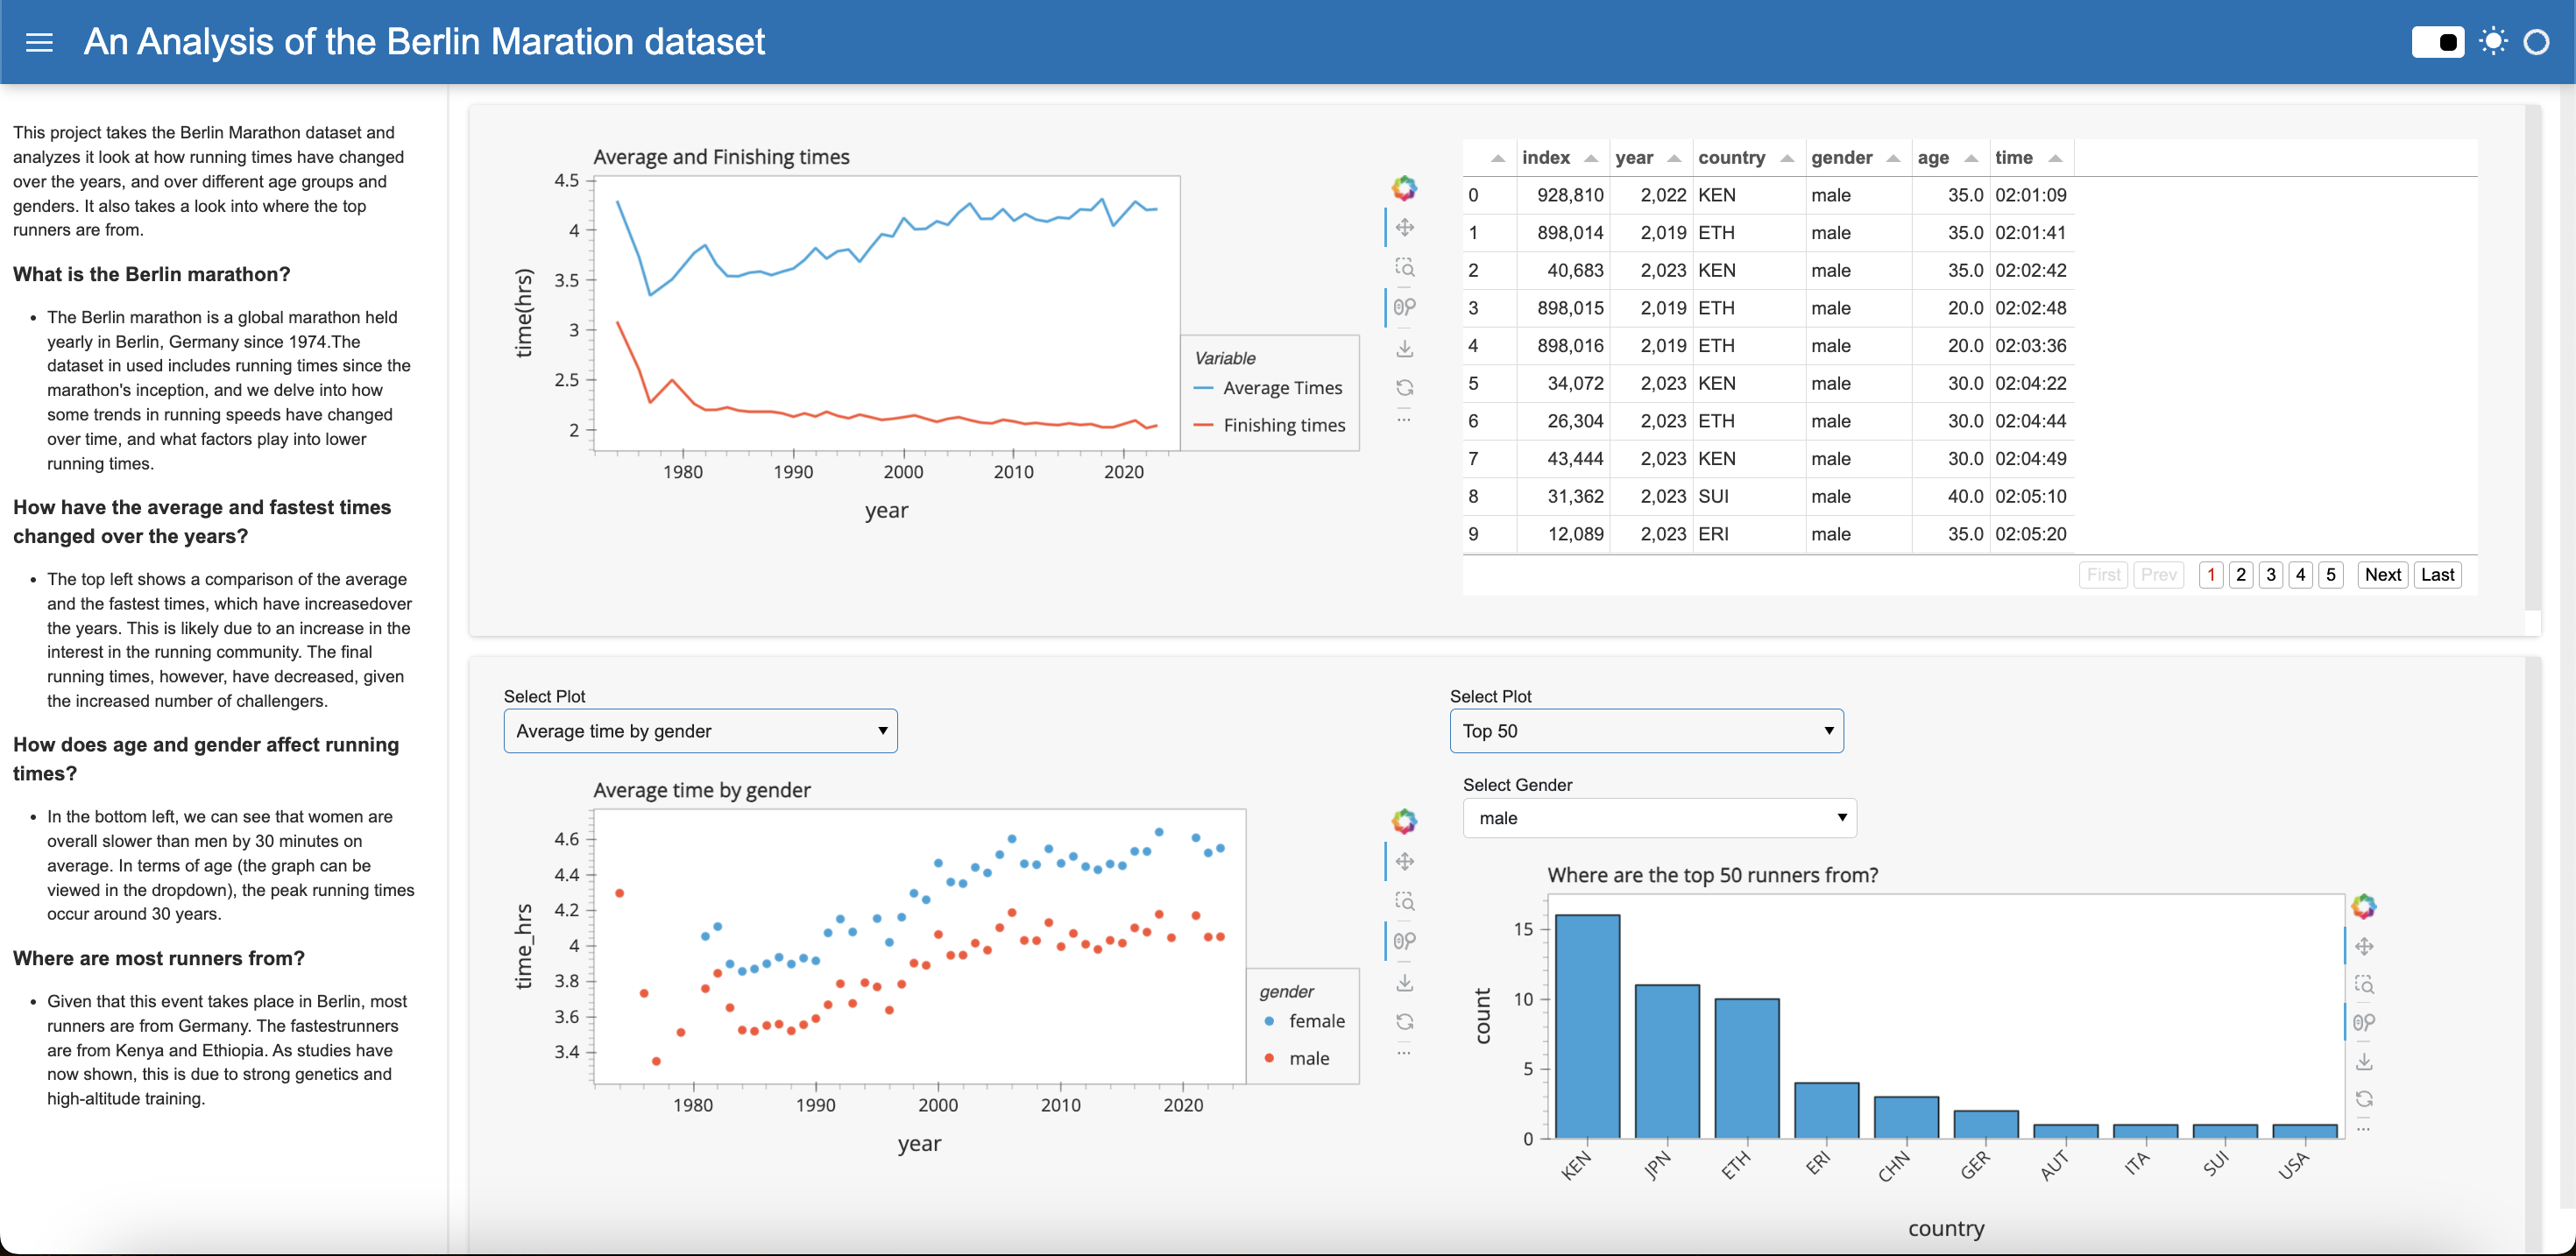 An Analysis of the Berlin Maration dataset
This project takes the Berlin Marathon dataset and
analyzes it look at how running times have changed
over the years, and over different age groups and
genders. It also takes a look into where the top
runners are from.
What is the Berlin marathon?
• The Berlin marathon is a global marathon held
yearly in Berlin, Germany since 1974.The
dataset in used includes running times since the
marathon's inception, and we delve into how
some trends in running speeds have changed
over time, and what factors play into lower
running times.
How have the average and fastest times
changed over the years?
• The top left shows a comparison of the average
and the fastest times, which have increasedover
the years. This is likely due to an increase in the
interest in the running community. The final
running times, however, have decreased, given
the increased number of challengers.
How does age and gender affect running
times?
• In the bottom left, we can see that women are
overall slower than men by 30 minutes on
average. In terms of age (the graph can be
viewed in the dropdown), the peak running times
occur around 30 years.
Where are most runners from?
• Given that this event takes place in Berlin, most
runners are from Germany. The fastestrunners
are from Kenya and Ethiopia. As studies have
now shown, this is due to strong genetics and
high-altitude training.
Average and Finishing times
time(hrs)
4.5
4
3.5
3
2.5
2
1980 1990 2000 2010 2020
year
Variable
Average Times
Finishing times
index year country gender age time
0 928,810 2,022 KEN male 35.0 02:01:09
1 898,014 2,019 ETH male 35.0 02:01:41
2 40,683 2,023 KEN male 35.0 02:02:42
3 898,015 2,019 ETH male 20.0 02:02:48
4 898,016 2,019 ETH male 20.0 02:03:36
5 34,072 2,023 KEN male 30.0 02:04:22
6 26,304 2,023 ETH male 30.0 02:04:44
7 43,444 2,023 KEN male 30.0 02:04:49
8 31,362 2,023 SUI male 40.0 02:05:10
9 12,089 2,023 ERI male 35.0 02:05:20
First Prev 1 2 3 4 5 Next Last
Select Plot
Average time by gender
Average time by gender
time_hrs
4.6
4.4
4.2
4
3.8
3.6
3.4
1980 1990 2000 2010 2020
year
gender
female
male
Select Plot
Top 50
Select Gender
male
Where are the top 50 runners from?
count
15
10
5
0
KEN JPN ETH ERI CHN GER AUT ITA SUI USA
country